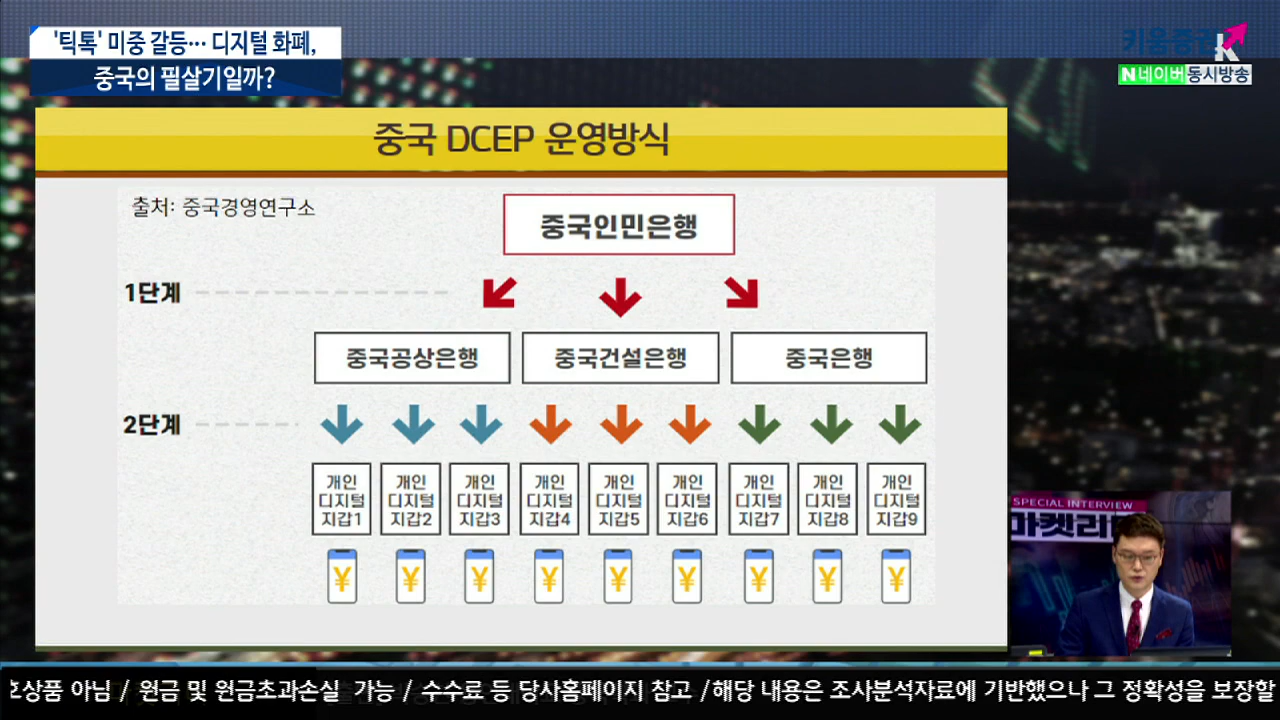 '틱톡' 미중 갈등… 디지털 화폐,
중국의 필살기일까?
키움증권
N 네이버 동시방송
중국 DCEP 운영방식
출처: 중국경영연구소
중국인민은행
1단계
중국공상은행 중국건설은행 중국은행
2단계
개인 개인 개인 개인 개인 개인 개인 개인 개인
디지털 디지털 디지털 디지털 디지털 디지털 디지털 디지털 디지털
지갑1 지갑2 지갑3 지갑4 지갑5 지갑6 지갑7 지갑8 지갑9
¥ ¥ ¥ ¥ ¥ ¥ ¥ ¥ ¥
SPECIAL INTERVIEW
마켓리
상품 아님 / 원금 및 원금초과손실 가능 / 수수료 등 당사홈페이지 참고 /해당 내용은 조사분석자료에 기반했으나 그 정확성을 보장할